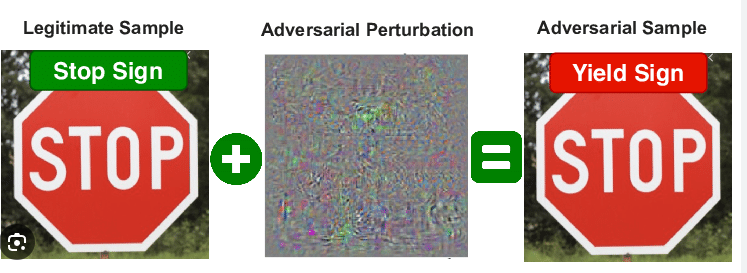 Legitimate Sample
Adversarial Perturbation
Adversarial Sample
Stop Sign
Yield Sign
STOP
STOP